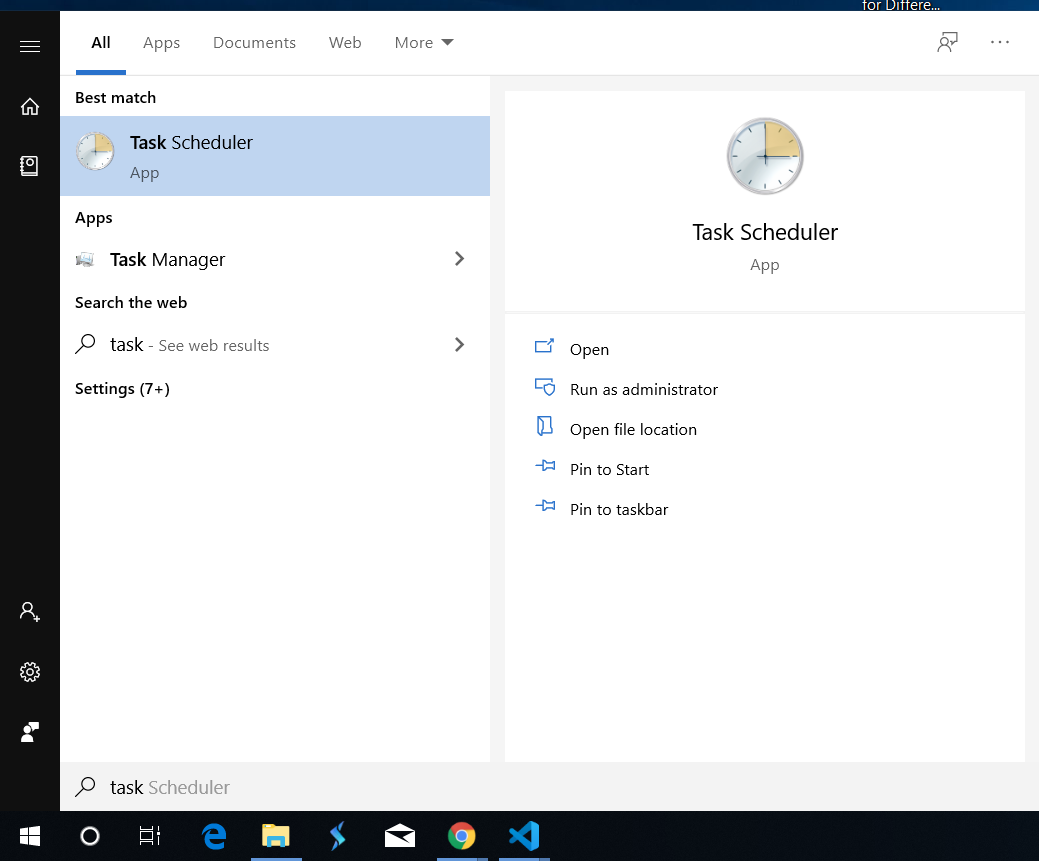 for Differe...
All Apps Documents Web More
Best match
Task Scheduler
App
Apps
Task Manager
Search the web
task - See web results
Settings (7+)
Task Scheduler
App
Open
Run as administrator
Open file location
Pin to Start
Pin to taskbar
task Scheduler